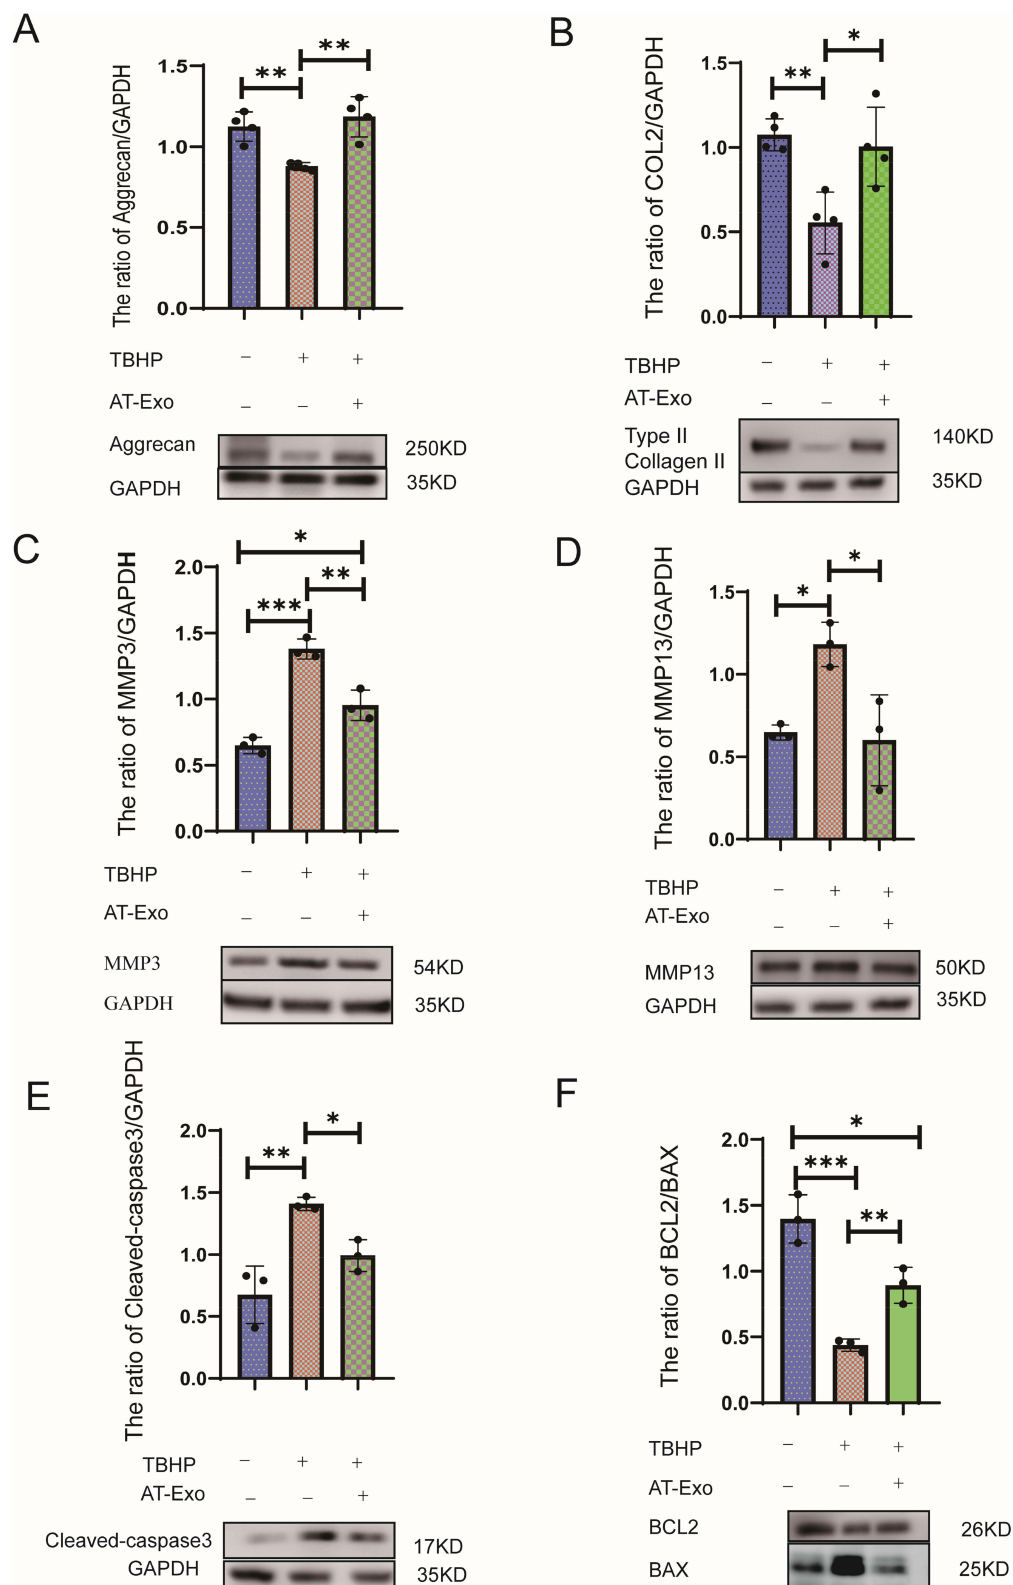 A
The ratio of Aggrecan/GAPDH
** **
1.5
1.0
0.5
0.0
TBHP − + +
AT-Exo − − +
Aggrecan 250KD
GAPDH 35KD
B
The ratio of COL2/GAPDH
** *
1.5
1.0
0.5
0.0
TBHP − + +
AT-Exo − − +
Type II
Collagen II 140KD
GAPDH 35KD
C
The ratio of MMP3/GAPDH
*
*** **
2.0
1.5
1.0
0.5
0.0
TBHP − + +
AT-Exo − − +
MMP3 54KD
GAPDH 35KD
D
The ratio of MMP13/GAPDH
* *
1.5
1.0
0.5
0.0
TBHP − + +
AT-Exo − − +
MMP13 50KD
GAPDH 35KD
E
The ratio of Cleaved-caspase3/GAPDH
** *
2.0
1.5
1.0
0.5
0.0
TBHP − + +
AT-Exo − − +
Cleaved-caspase3 17KD
GAPDH 35KD
F
The ratio of BCL2/BAX
*
*** **
2.0
1.5
1.0
0.5
0.0
TBHP − + +
AT-Exo − − +
BCL2 26KD
BAX 25KD